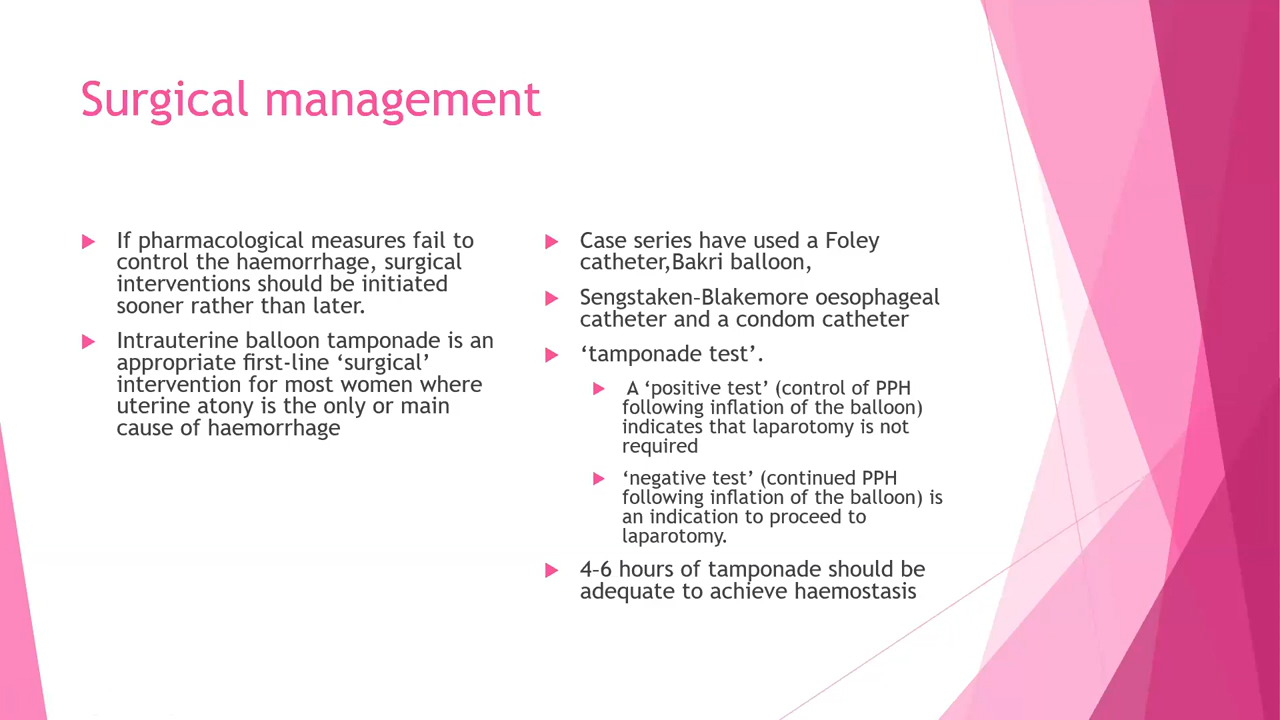 Surgical management
If pharmacological measures fail to
control the haemorrhage, surgical
interventions should be initiated
sooner rather than later.
Intrauterine balloon tamponade is an
appropriate first-line ‘surgical’
intervention for most women where
uterine atony is the only or main
cause of haemorrhage
Case series have used a Foley
catheter,Bakri balloon,
Sengstaken–Blakemore oesophageal
catheter and a condom catheter
‘tamponade test’.
A ‘positive test’ (control of PPH
following inflation of the balloon)
indicates that laparotomy is not
required
‘negative test’ (continued PPH
following inflation of the balloon) is
an indication to proceed to
laparotomy.
4–6 hours of tamponade should be
adequate to achieve haemostasis